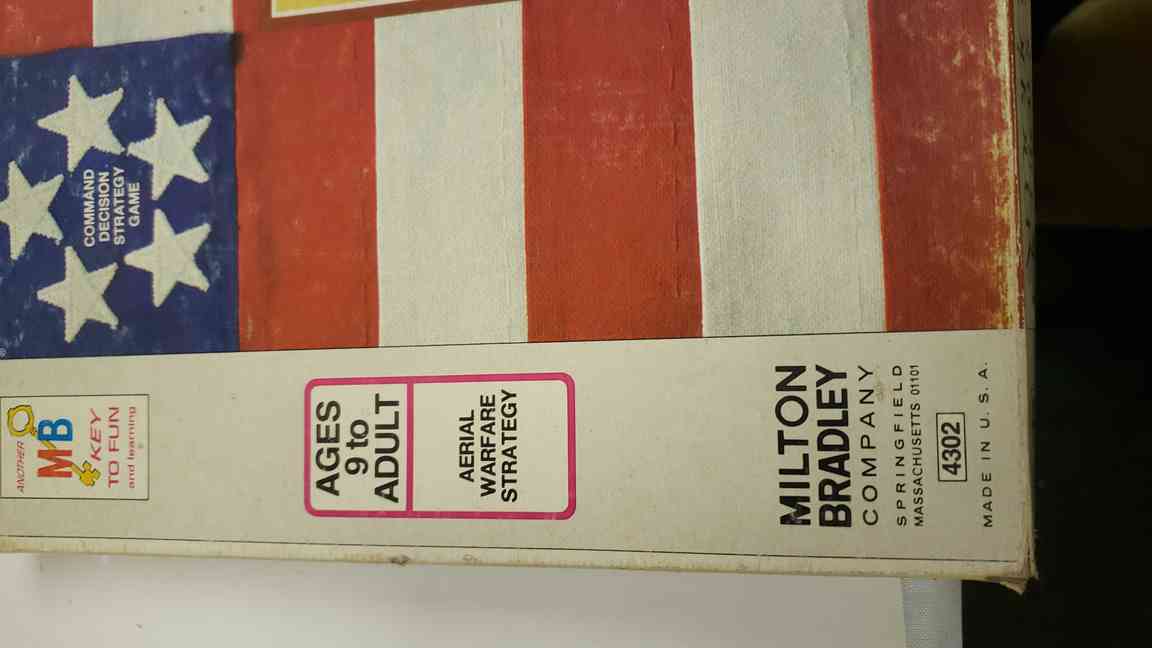 COMMAND
DECISION
STRATEGY
GAME
ANOTHER
MB
KEY
TO FUN
and learning
AGES
9 to
ADULT
AERIAL
WARFARE
STRATEGY
MILTON
BRADLEY
COMPANY
SPRINGFIELD
MASSACHUSETTS 01101
4302
MADE IN U. S. A.